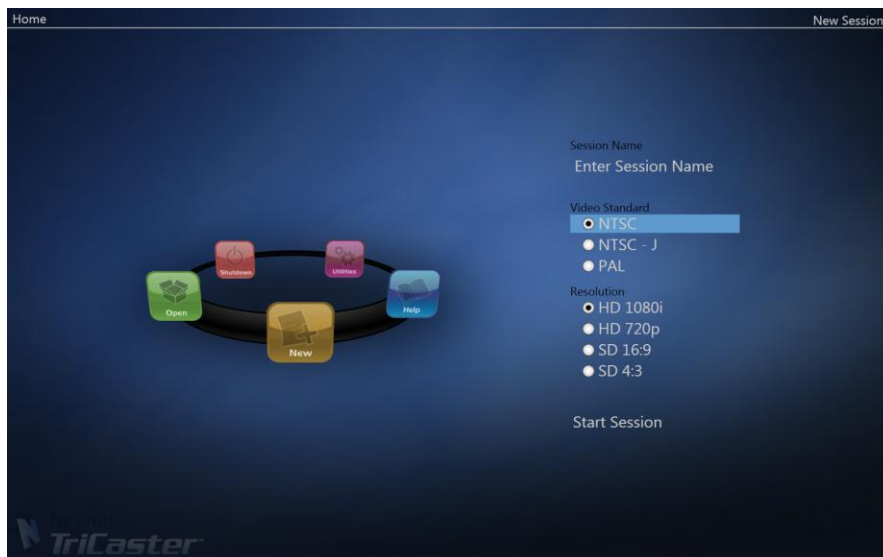 Home
New Session
Session Name
Enter Session Name
Video Standard
NTSC
NTSC - J
PAL
Resolution
HD 1080i
HD 720p
SD 16:9
SD 4:3
Start Session
Shutdown
Utilities
Open
Help
New
NewTek
TriCaster